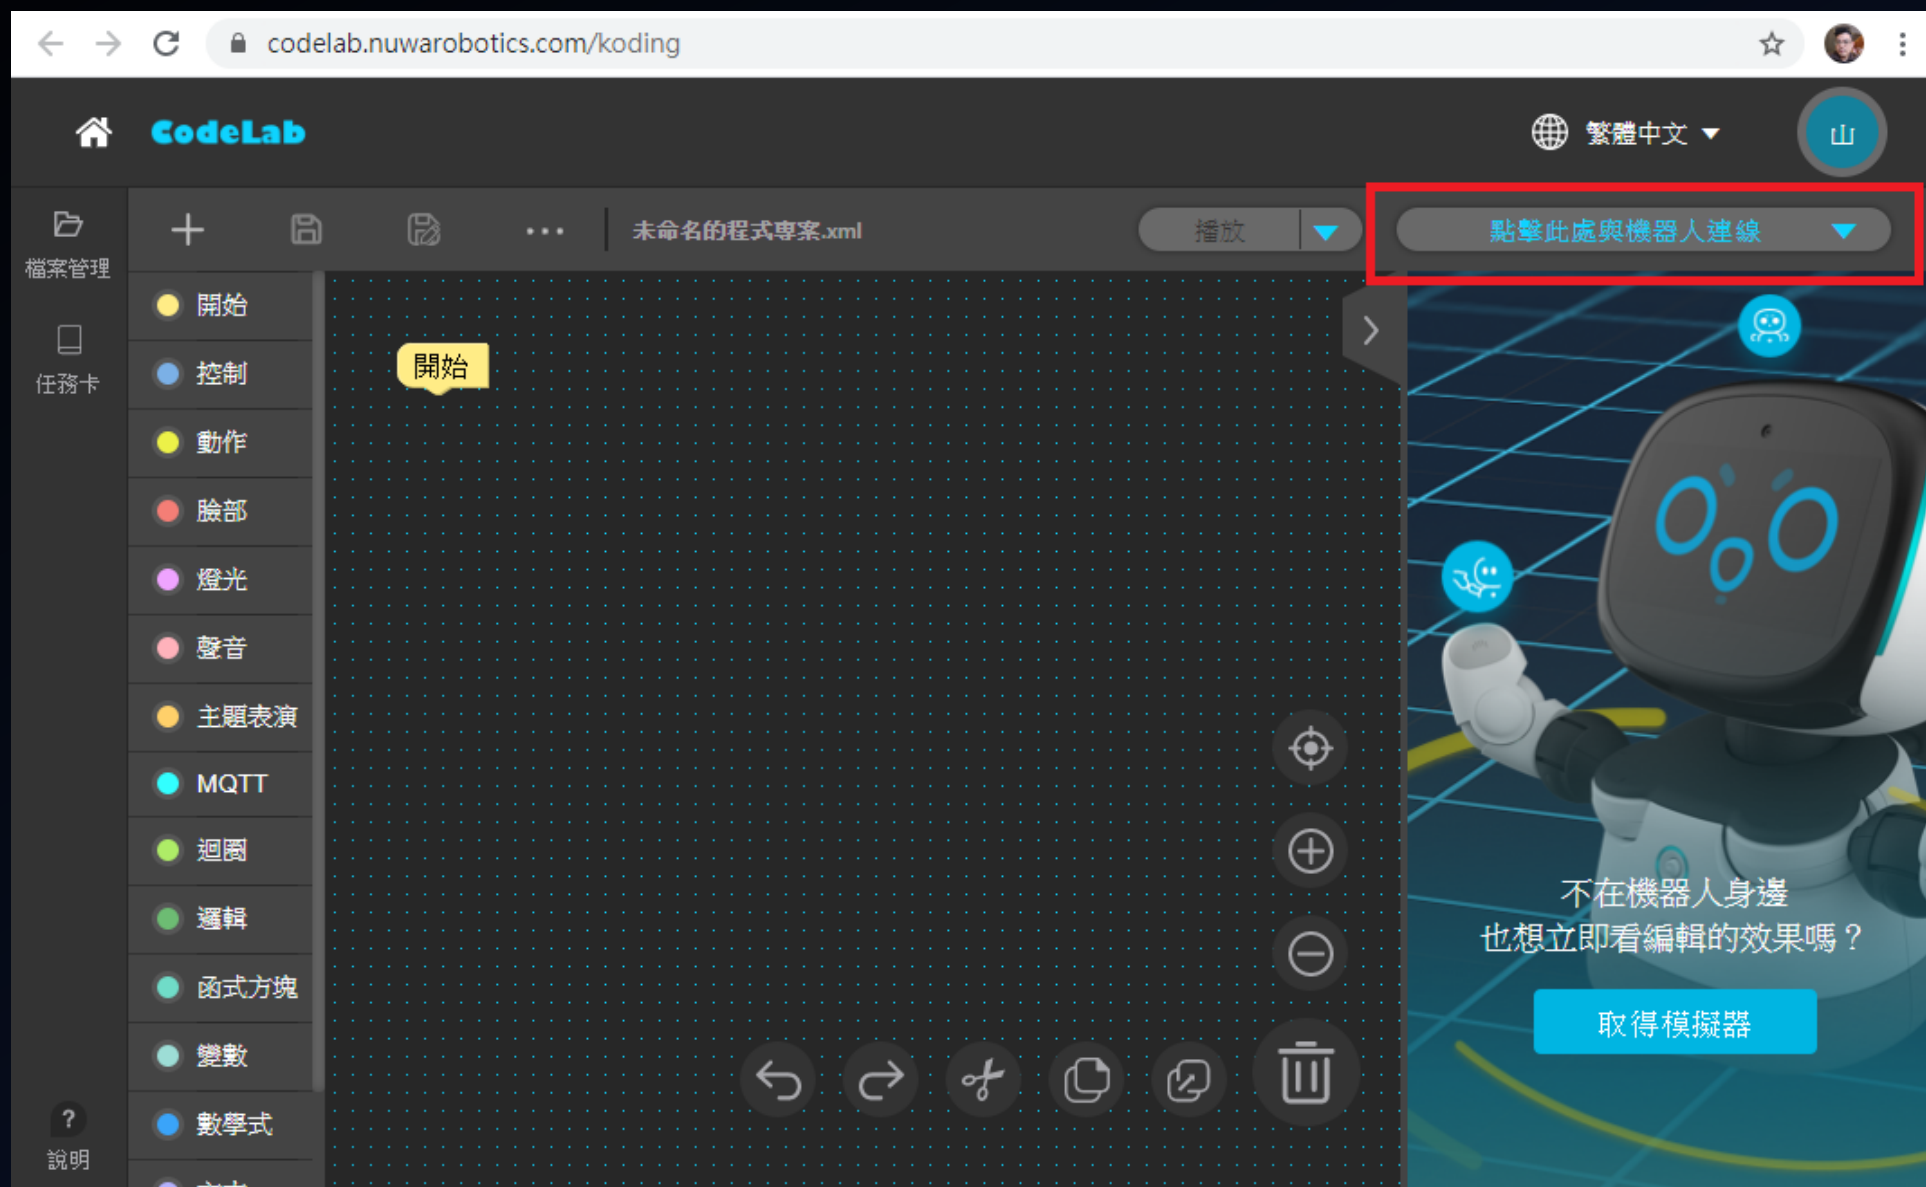 codelab.nuwarobotics.com/koding
CodeLab
繁體中文
山
檔案管理
任務卡
說明
未命名的程式專案.xml
播放
點擊此處與機器人連線
開始
控制
動作
臉部
燈光
聲音
主題表演
MQTT
迴圈
邏輯
函式方塊
變數
數學式
開始
不在機器人身邊
也想立即看編輯的效果嗎？
取得模擬器